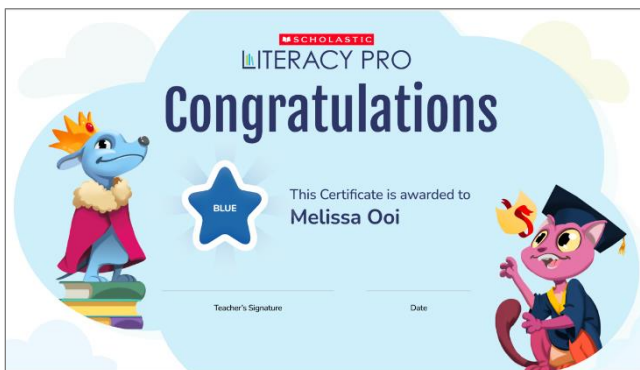 SCHOLASTIC
LITERACY PRO
Congratulations
BLUE
This Certificate is awarded to
Melissa Ooi
Teacher's Signature
Date